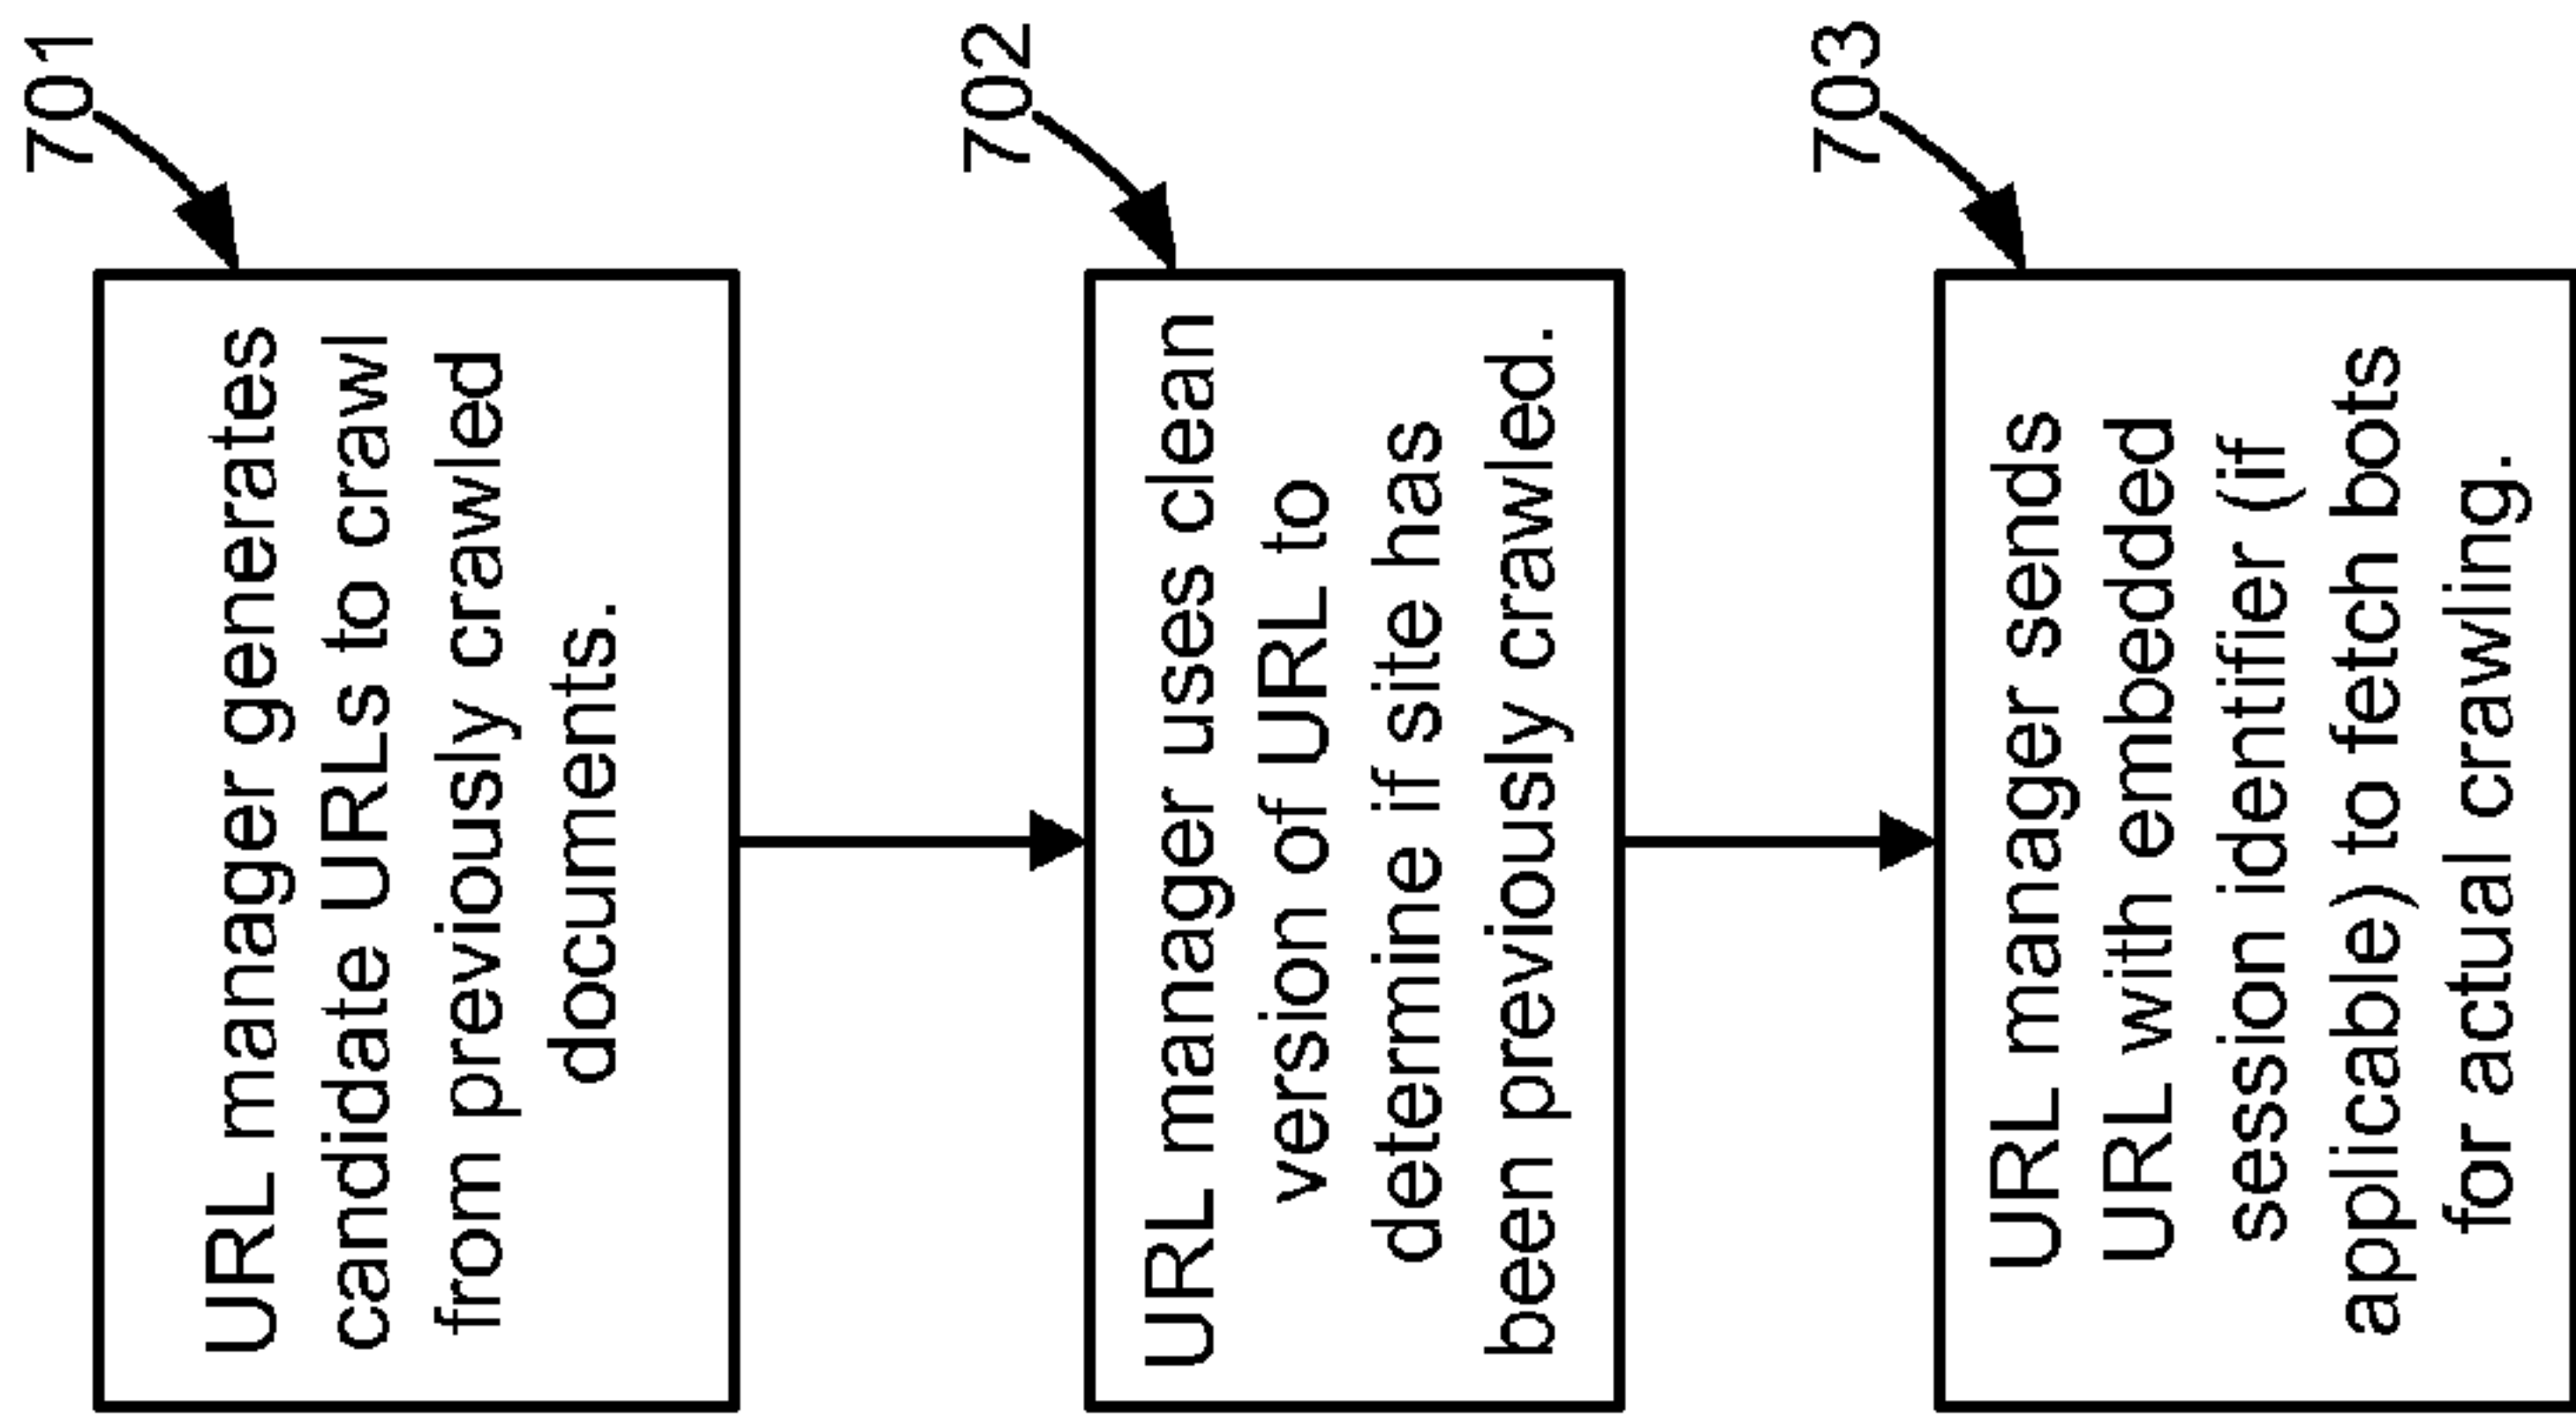 701
URL manager generates
candidate URLs to crawl
from previously crawled
documents.
702
URL manager uses clean
version of URL to
determine if site has
been previously crawled.
703
URL manager sends
URL with embedded
session identifier (if
applicable) to fetch bots
for actual crawling.